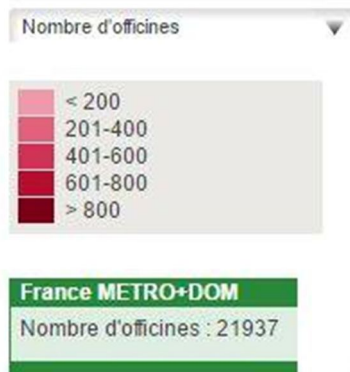 Nombre d'officines
< 200
201-400
401-600
601-800
> 800
France METRO+DOM
Nombre d'officines : 21937